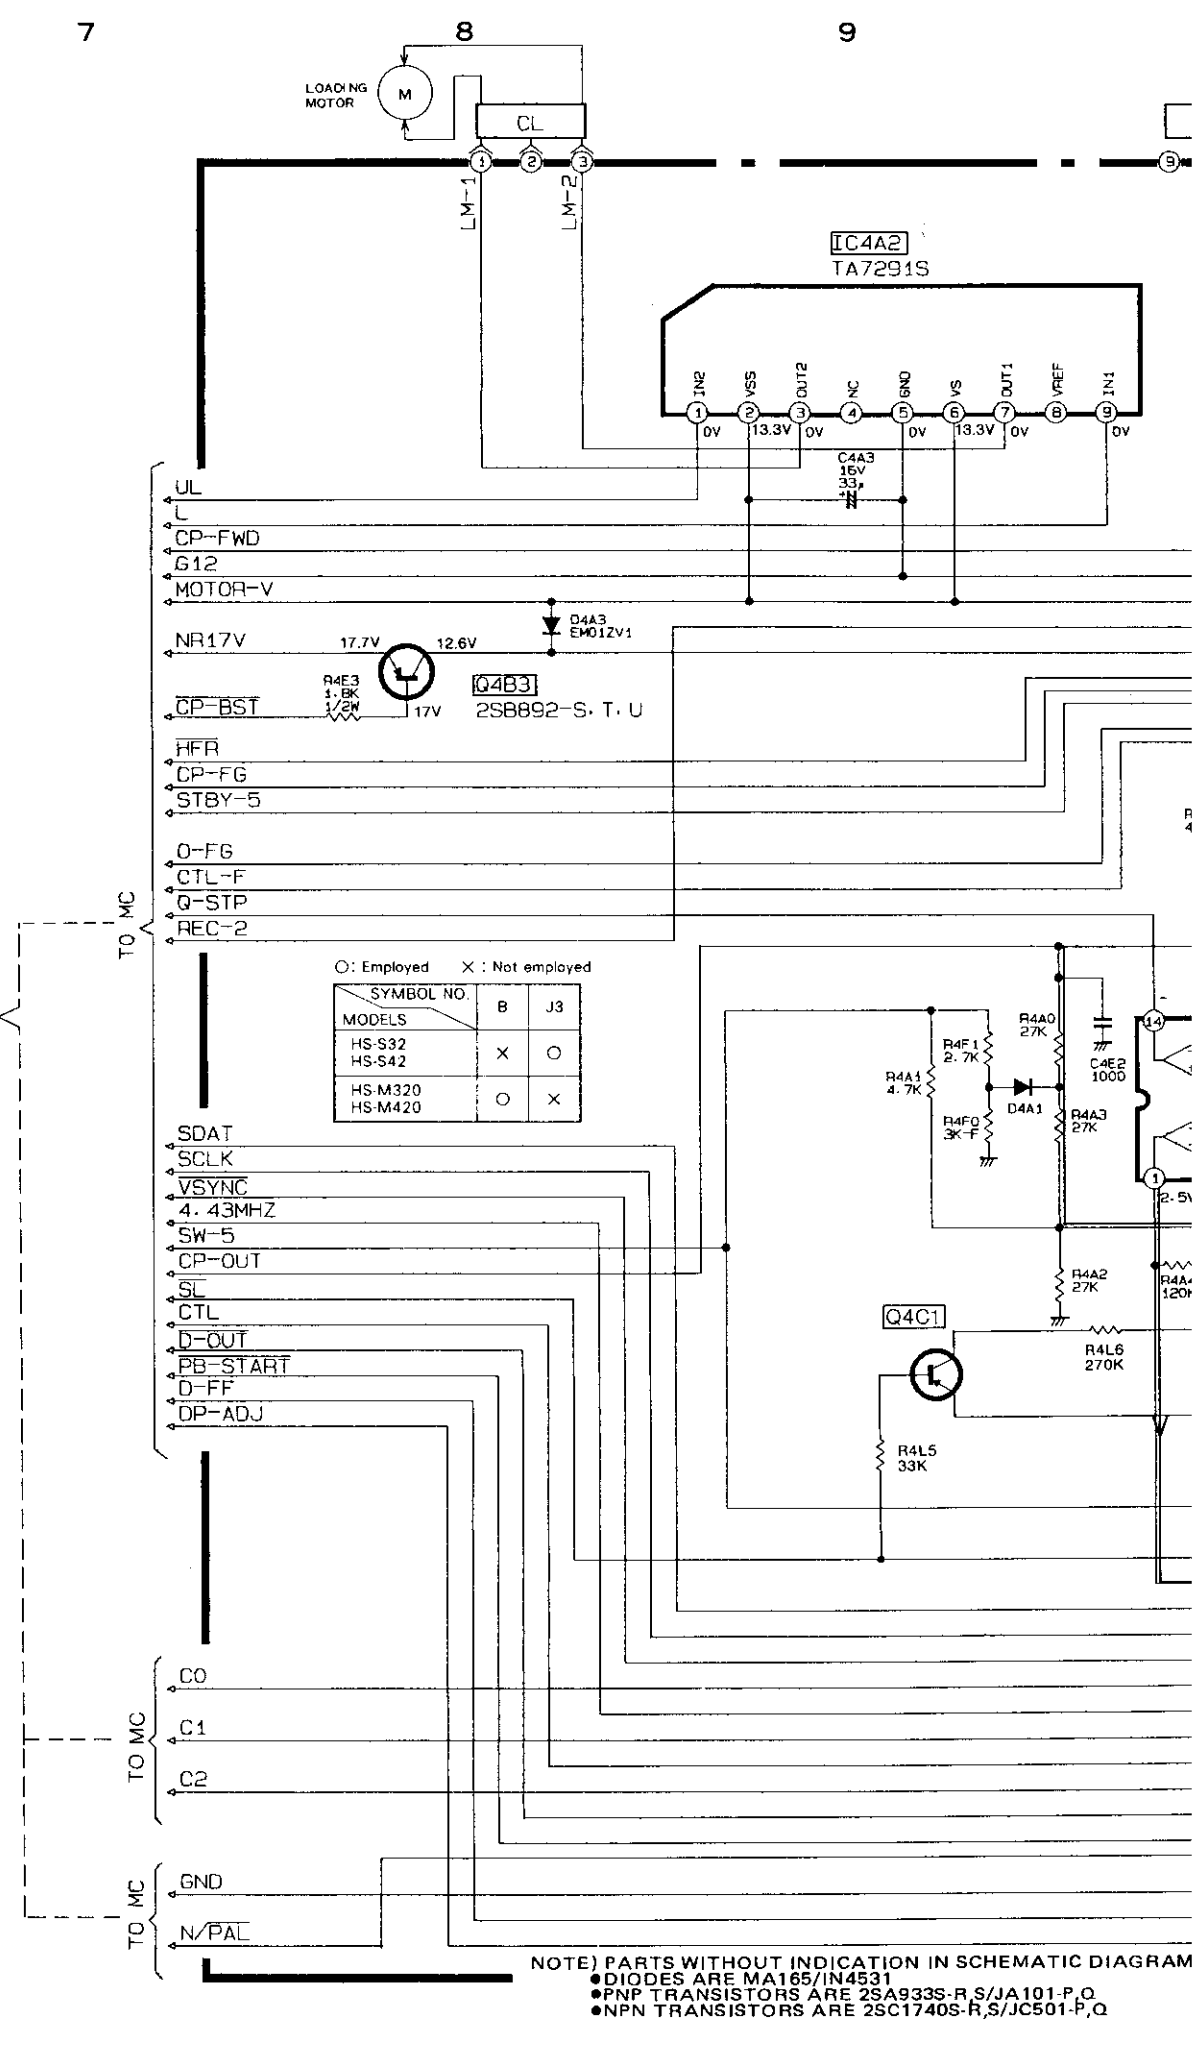 7 8 9
LOADING
MOTOR
M
CL
1 2 3 9
LM-1 LM-2
IC4A2
TA7291S
IN2 VSS OUT2 NC GND VS OUT1 VREF IN1
1 2 3 4 5 6 7 8 9
0V 13.3V 0V 0V 13.3V 0V 0V
C4A3
16V
33µ
+
UL
L
CP-FWD
G12
MOTOR-V
D4A3
EM01ZV1
NR17V 17.7V 12.6V
R4E3
1.8K
1/2W
Q4B3
2SB892-S.T.U
CP-BST 17V
HFR
CP-FG
STBY-5
D-FG
CTL-F
Q-STP
REC-2
TO MC
O: Employed X: Not employed
SYMBOL NO. B J3
MODELS
HS-S32
HS-S42 X O
HS-M320
HS-M420 O X
R4F1
2.7K
R4A1
4.7K
R4F0
3K-F
D4A1
R4A0
27K
R4A3
27K
C4E2
1000
14
1
2.5V
SDAT
SCLK
VSYNC
4.43MHZ
SW-5
CP-OUT
SL
CTL
D-OUT
PB-START
D-FF
DP-ADJ
R4A2
27K
R4A4
120K
Q4C1
R4L6
270K
R4L5
33K
TO MC
C0
C1
C2
TO MC
GND
N/PAL
NOTE) PARTS WITHOUT INDICATION IN SCHEMATIC DIAGRAM
●DIODES ARE MA165/IN4531
●PNP TRANSISTORS ARE 2SA933S-R,S/JA101-P,Q
●NPN TRANSISTORS ARE 2SC1740S-R,S/JC501-P,Q